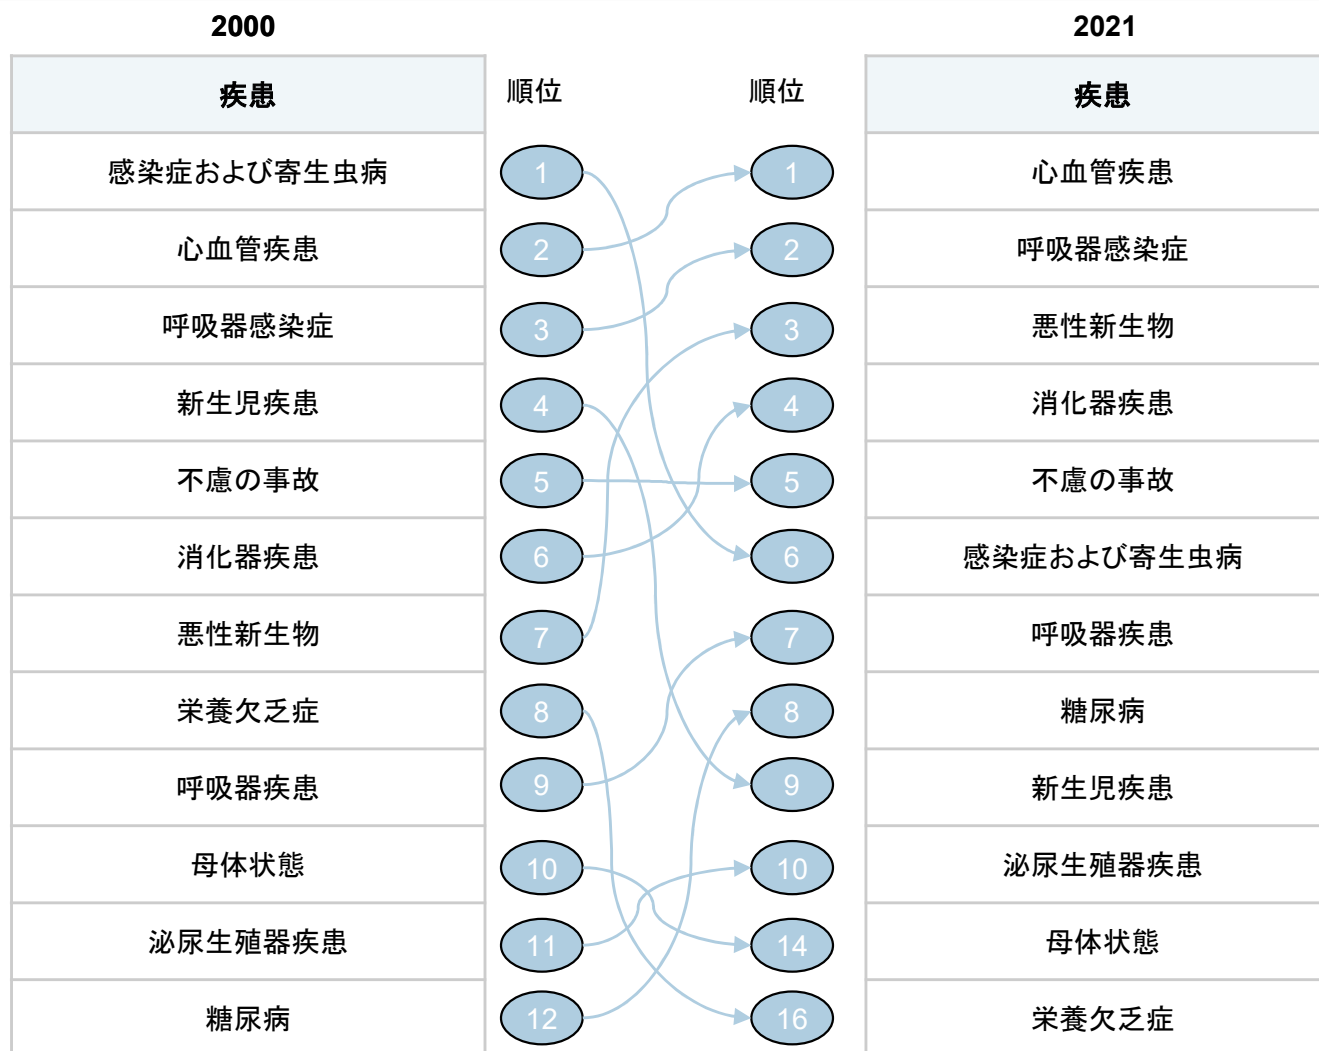 2000 2021
疾患 順位 順位 疾患
感染症および寄生虫病 1 1 心血管疾患
心血管疾患 2 2 呼吸器感染症
呼吸器感染症 3 3 悪性新生物
新生児疾患 4 4 消化器疾患
不慮の事故 5 5 不慮の事故
消化器疾患 6 6 感染症および寄生虫病
悪性新生物 7 7 呼吸器疾患
栄養欠乏症 8 8 糖尿病
呼吸器疾患 9 9 新生児疾患
母体状態 10 10 泌尿生殖器疾患
泌尿生殖器疾患 11 14 母体状態
糖尿病 12 16 栄養欠乏症